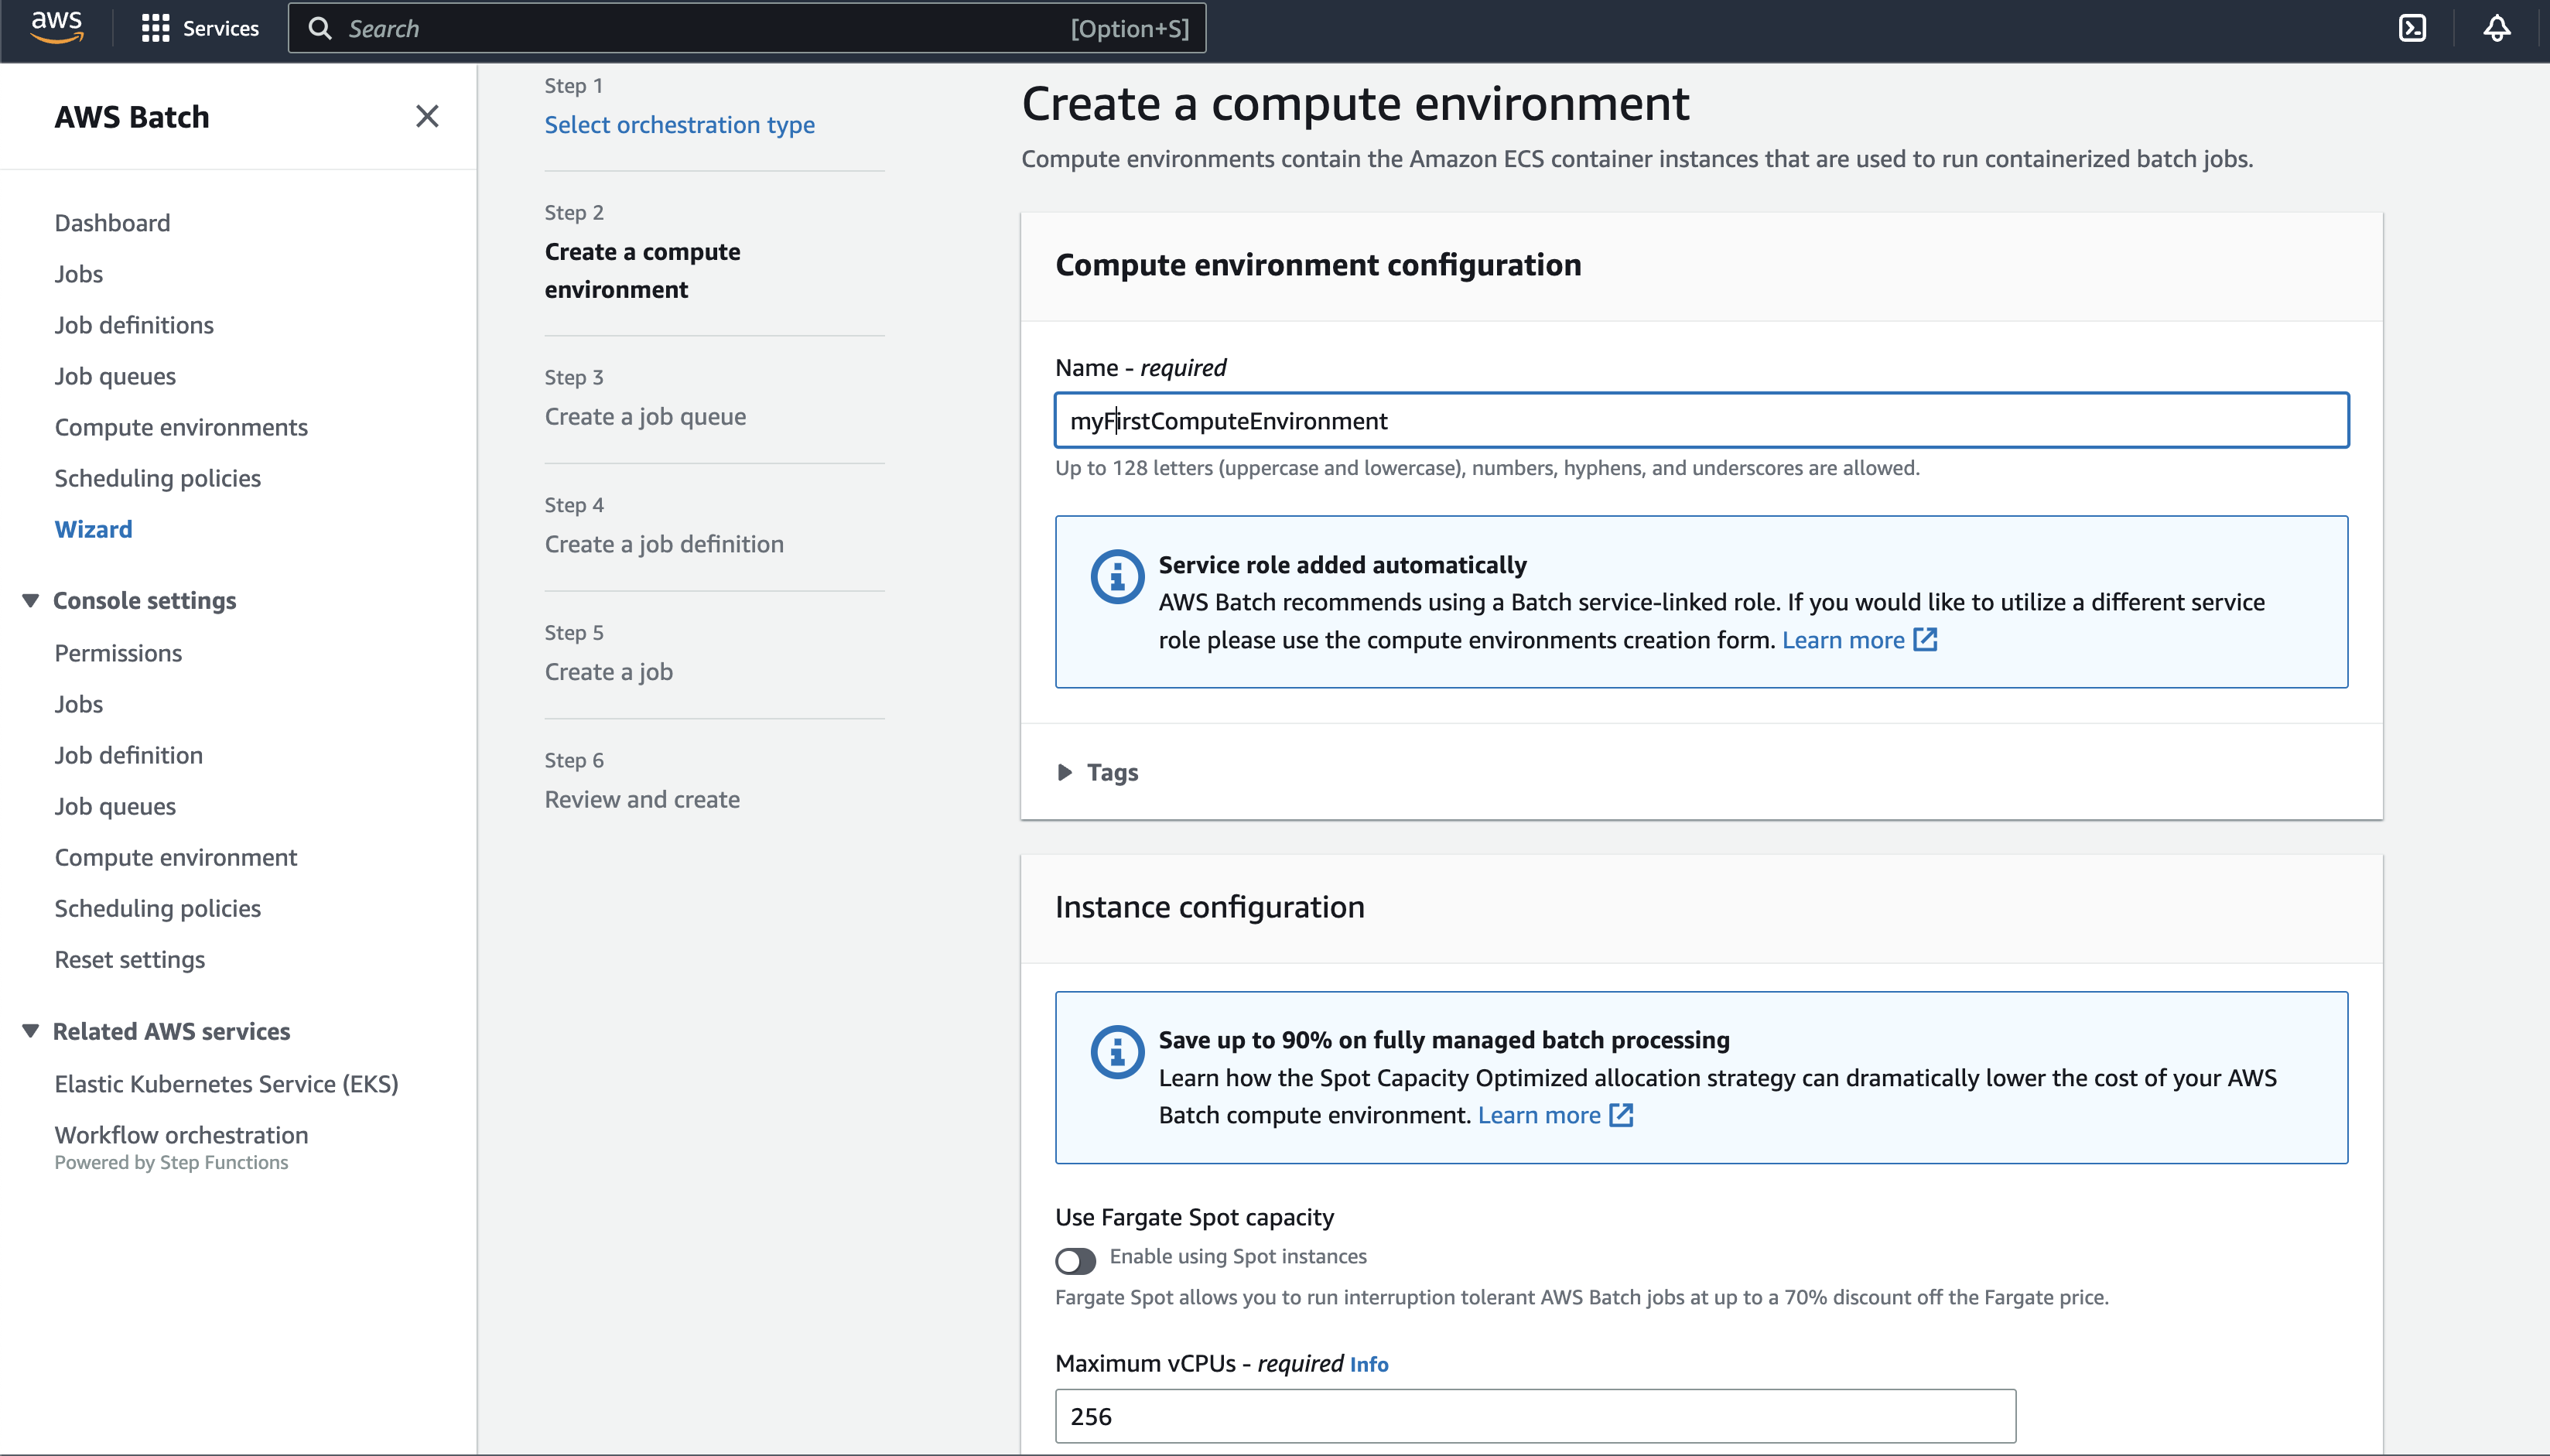 aws
Services
Search
[Option+S]
AWS Batch
Dashboard
Jobs
Job definitions
Job queues
Compute environments
Scheduling policies
Wizard
Console settings
Permissions
Jobs
Job definition
Job queues
Compute environment
Scheduling policies
Reset settings
Related AWS services
Elastic Kubernetes Service (EKS)
Workflow orchestration
Powered by Step Functions
Step 1
Select orchestration type
Step 2
Create a compute
environment
Step 3
Create a job queue
Step 4
Create a job definition
Step 5
Create a job
Step 6
Review and create
Create a compute environment
Compute environments contain the Amazon ECS container instances that are used to run containerized batch jobs.
Compute environment configuration
Name - required
myFirstComputeEnvironment
Up to 128 letters (uppercase and lowercase), numbers, hyphens, and underscores are allowed.
Service role added automatically
AWS Batch recommends using a Batch service-linked role. If you would like to utilize a different service
role please use the compute environments creation form. Learn more
Tags
Instance configuration
Save up to 90% on fully managed batch processing
Learn how the Spot Capacity Optimized allocation strategy can dramatically lower the cost of your AWS
Batch compute environment. Learn more
Use Fargate Spot capacity
Enable using Spot instances
Fargate Spot allows you to run interruption tolerant AWS Batch jobs at up to a 70% discount off the Fargate price.
Maximum vCPUs - required Info
256